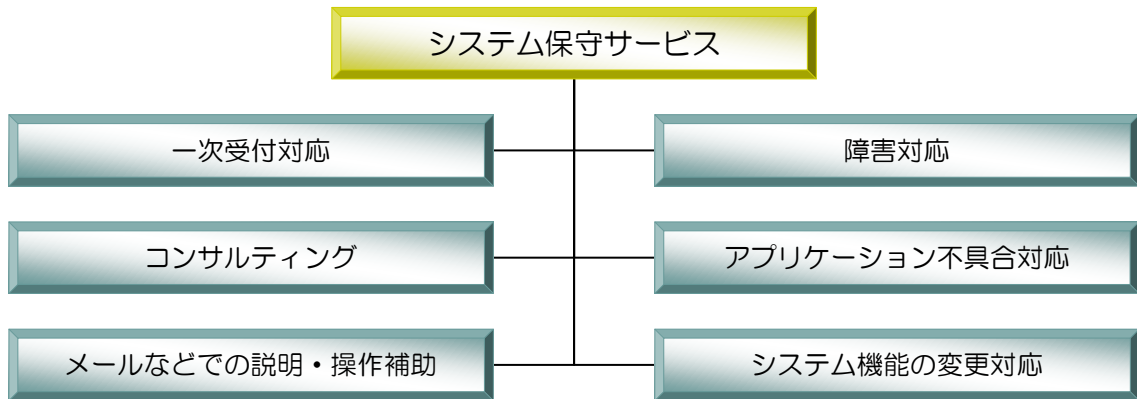 システム保守サービス
一次受付対応
障害対応
コンサルティング
アプリケーション不具合対応
メールなどでの説明・操作補助
システム機能の変更対応